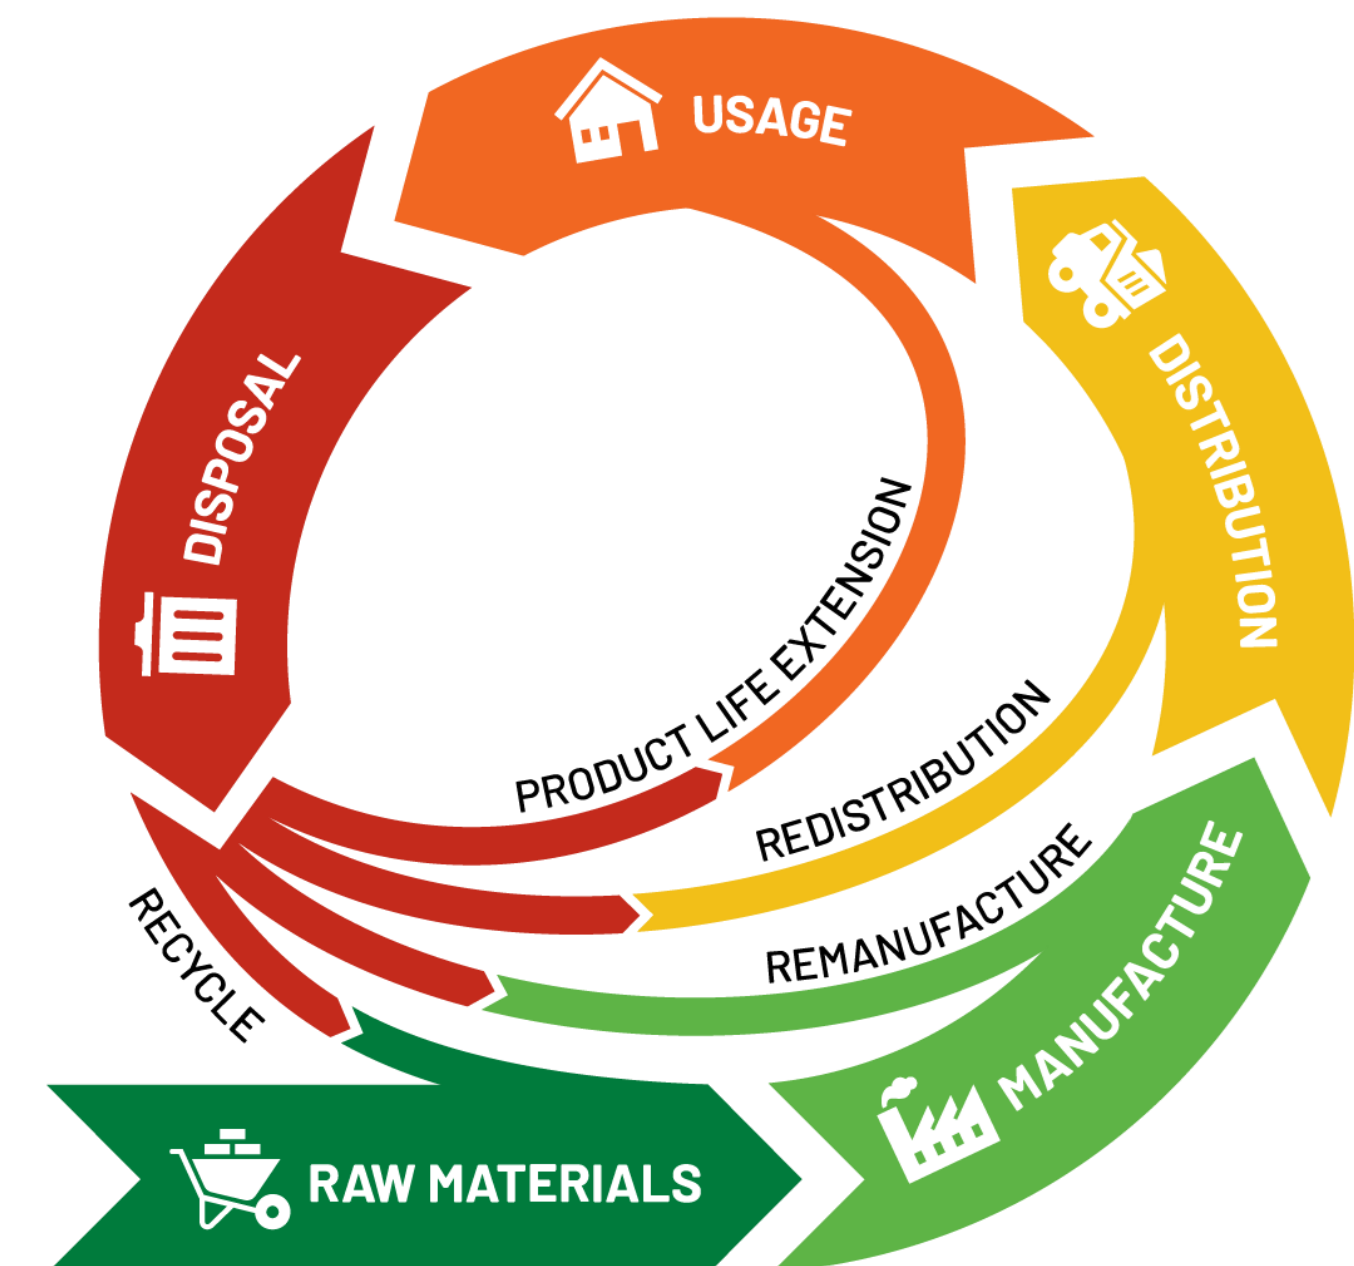 USAGE
DISTRIBUTION
DISPOSAL
PRODUCT LIFE EXTENSION
REDISTRIBUTION
REMANUFACTURE
MANUFACTURE
RECYCLE
RAW MATERIALS